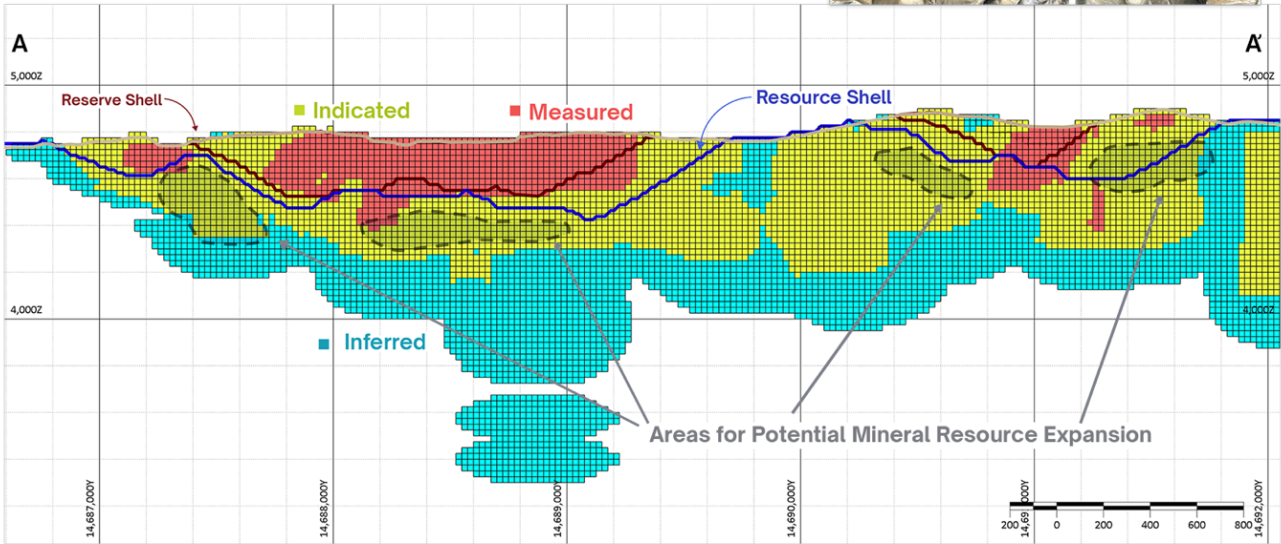 A
A'
5,000Z
5,000Z
Reserve Shell
Indicated
Measured
Resource Shell
4,000Z
4,000Z
Inferred
Areas for Potential Mineral Resource Expansion
14,687,000Y
14,688,000Y
14,689,000Y
14,690,000Y
14,692,000Y
200 0 200 400 600 800